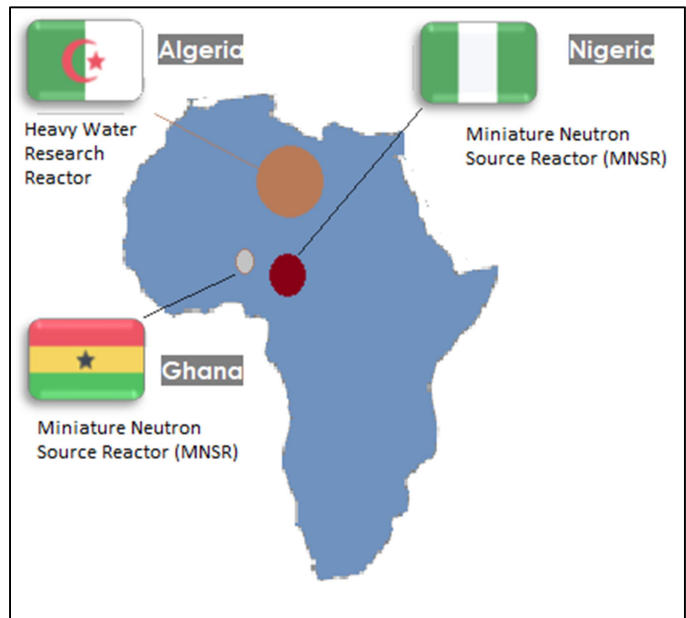 Algeria
Nigeria
Heavy Water
Research
Reactor
Miniature Neutron
Source Reactor (MNSR)
Ghana
Miniature Neutron
Source Reactor (MNSR)